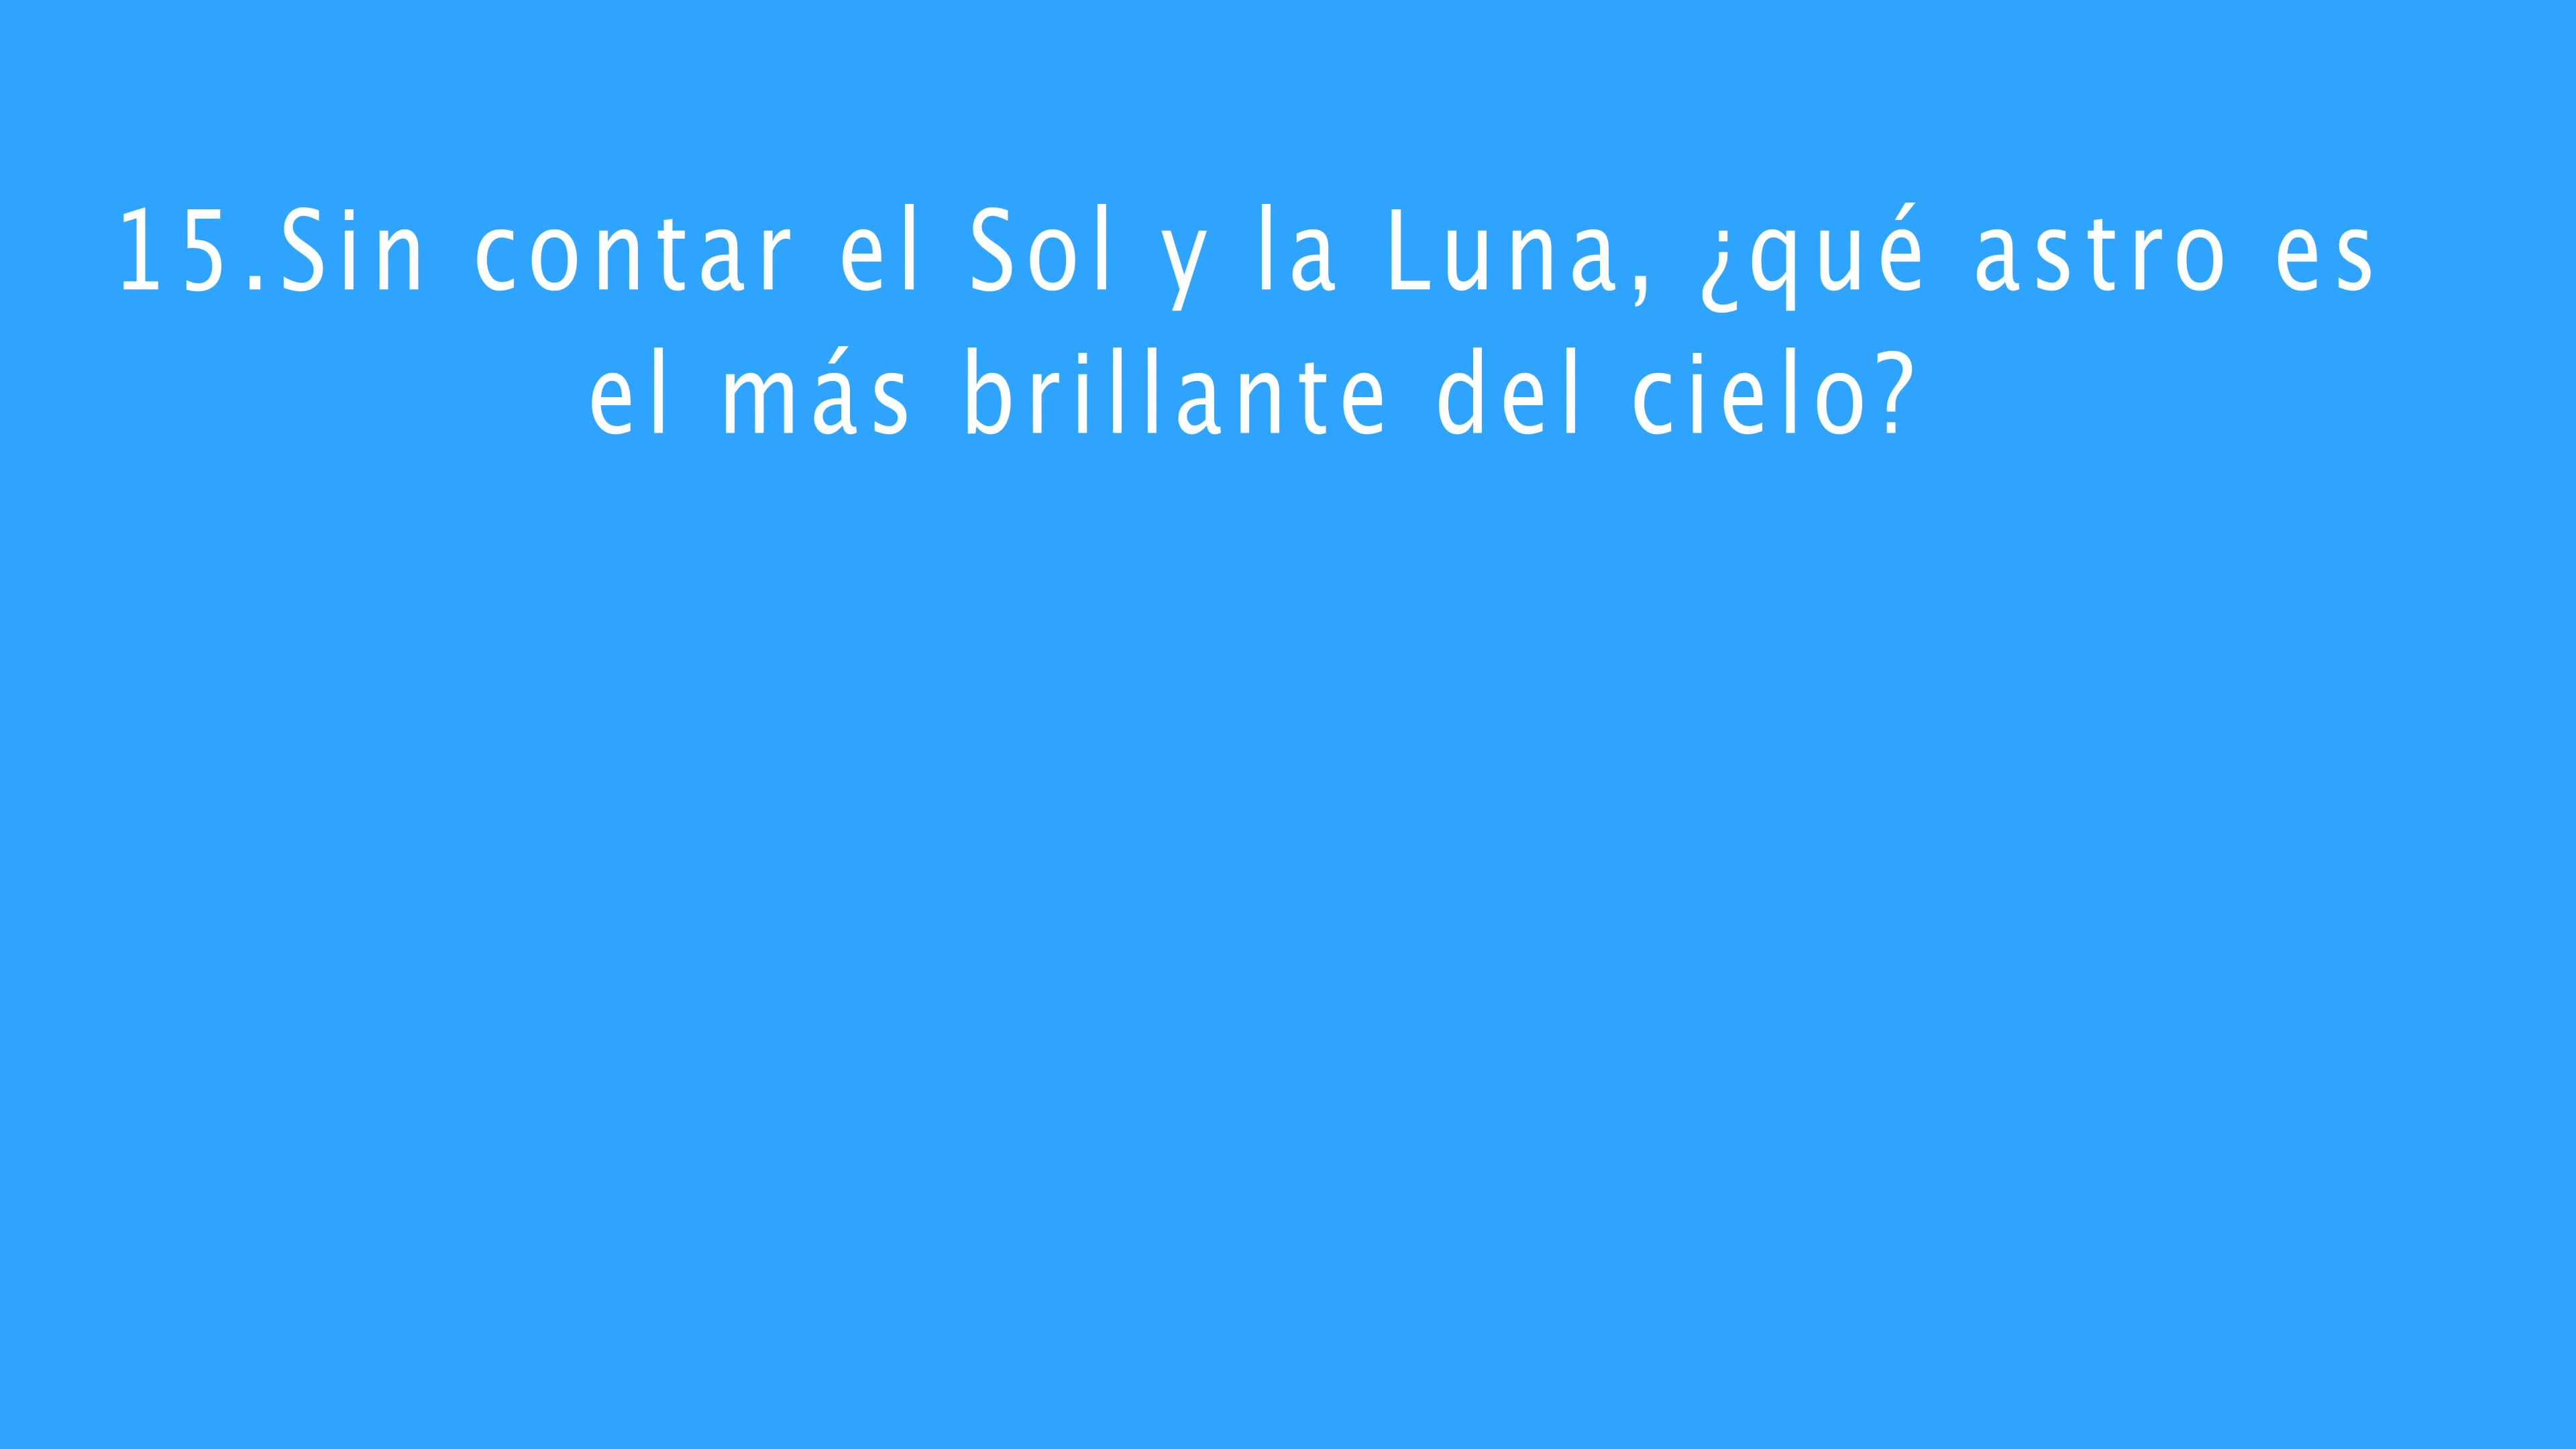 15.Sin contar el Sol y la Luna, ¿qué astro es
el más brillante del cielo?